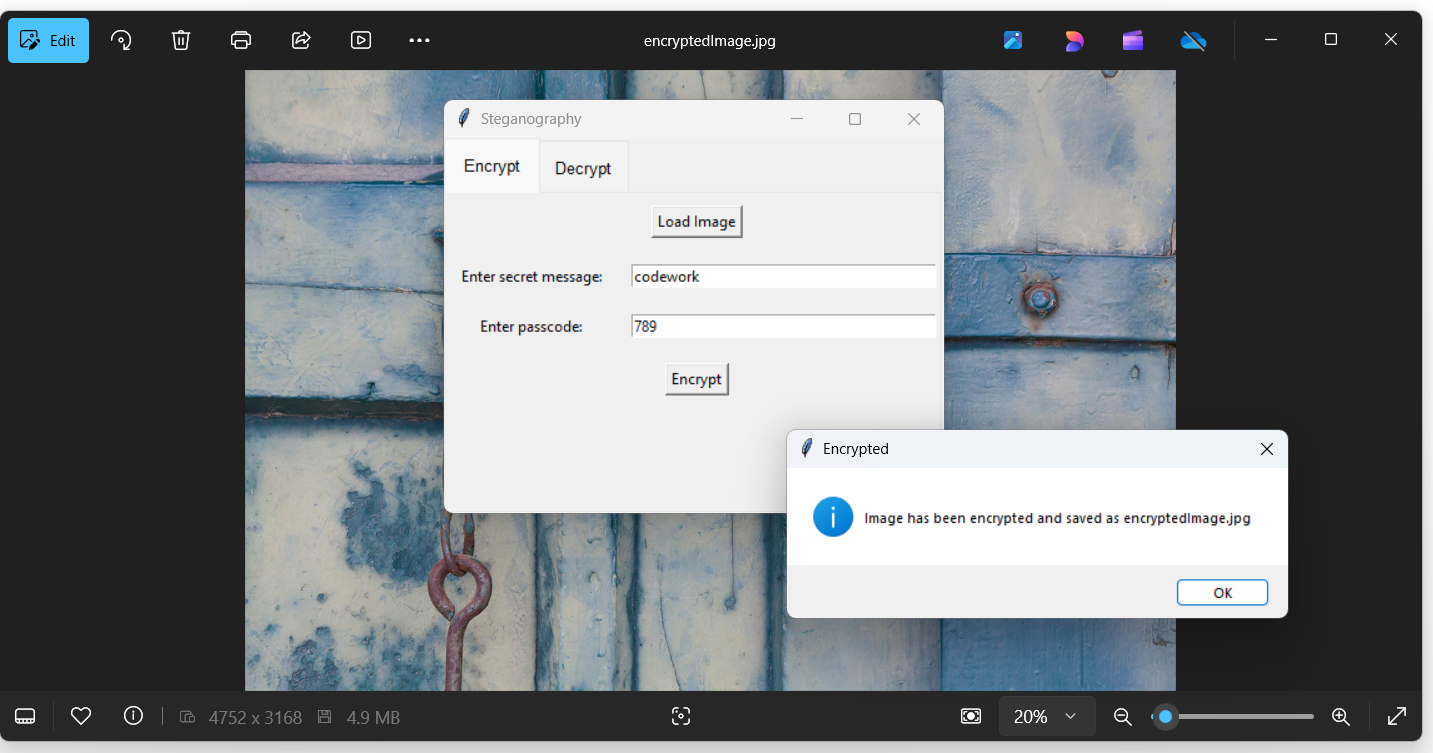 Edit
encryptedImage.jpg
Steganography
Encrypt
Decrypt
Load Image
Enter secret message:
codework
Enter passcode:
789
Encrypt
Encrypted
Image has been encrypted and saved as encryptedImage.jpg
OK
4752 x 3168
4.9 MB
20%